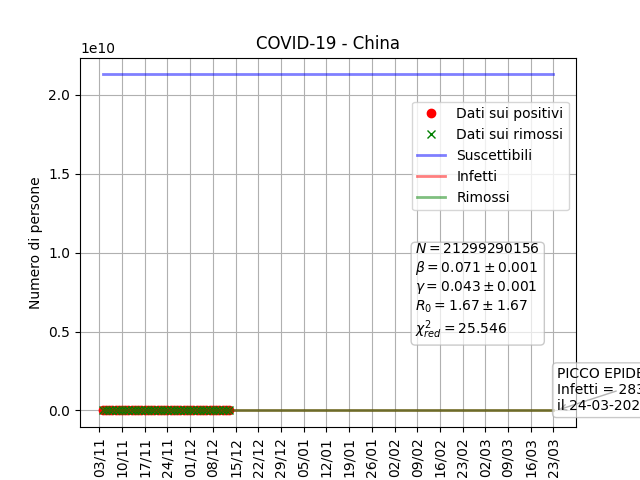 COVID-19 - China
1e10
Numero di persone
2.0
1.5
1.0
0.5
0.0
Dati sui positivi
Dati sui rimossi
Suscettibili
Infetti
Rimossi
N = 21299290156
β = 0.071 ± 0.001
γ = 0.043 ± 0.001
R₀ = 1.67 ± 1.67
χ²_red = 25.546
PICCO EPIDE
Infetti = 283
il 24-03-202
03/11
10/11
17/11
24/11
01/12
08/12
15/12
22/12
29/12
05/01
12/01
19/01
26/01
02/02
09/02
16/02
23/02
02/03
09/03
16/03
23/03